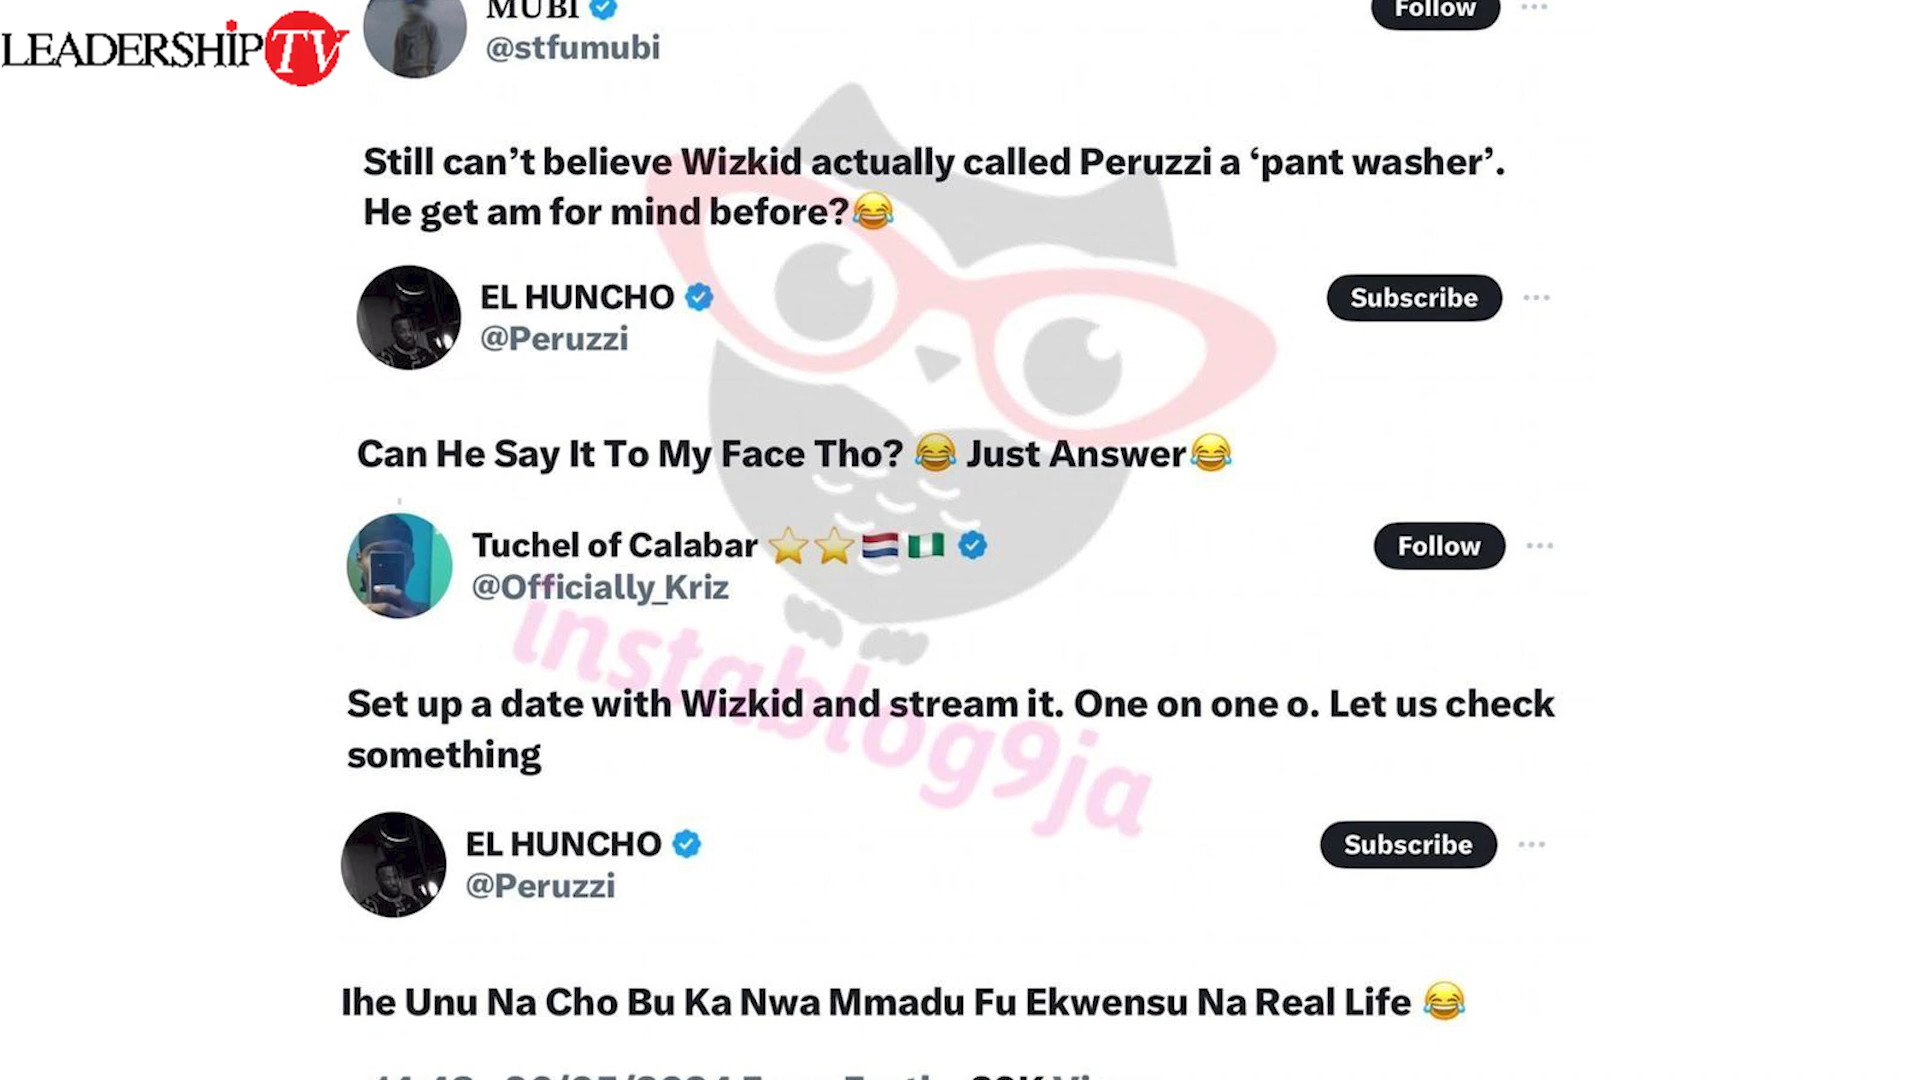 LEADERSHIP TV
MUBI
Follow
@stfumubi
Still can’t believe Wizkid actually called Peruzzi a ‘pant washer’.
He get am for mind before?😂
EL HUNCHO
Subscribe
@Peruzzi
Can He Say It To My Face Tho? 😂 Just Answer😂
Tuchel of Calabar ⭐⭐🇳🇱🇳🇬
Follow
@Officially_Kriz
Set up a date with Wizkid and stream it. One on one o. Let us check
something
instablog9ja
EL HUNCHO
Subscribe
@Peruzzi
Ihe Unu Na Cho Bu Ka Nwa Mmadu Fu Ekwensu Na Real Life 😂